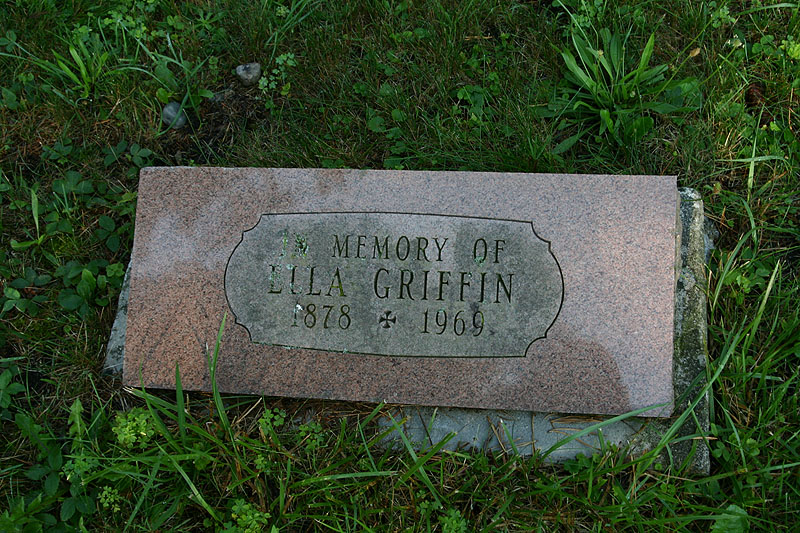 IN MEMORY OF
ELLA GRIFFIN
1878 ✠ 1969